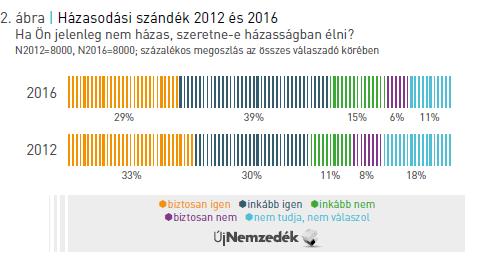 2. ábra | Házasodási szándék 2012 és 2016
Ha Ön jelenleg nem házas, szeretne-e házasságban élni?
N2012=8000, N2016=8000; százalékos megoszlás az összes válaszadó körében
2016
29% 39% 15% 6% 11%
2012
33% 30% 11% 8% 18%
biztosan igen inkább igen inkább nem
biztosan nem nem tudja, nem válaszol
ÚjNemzedék